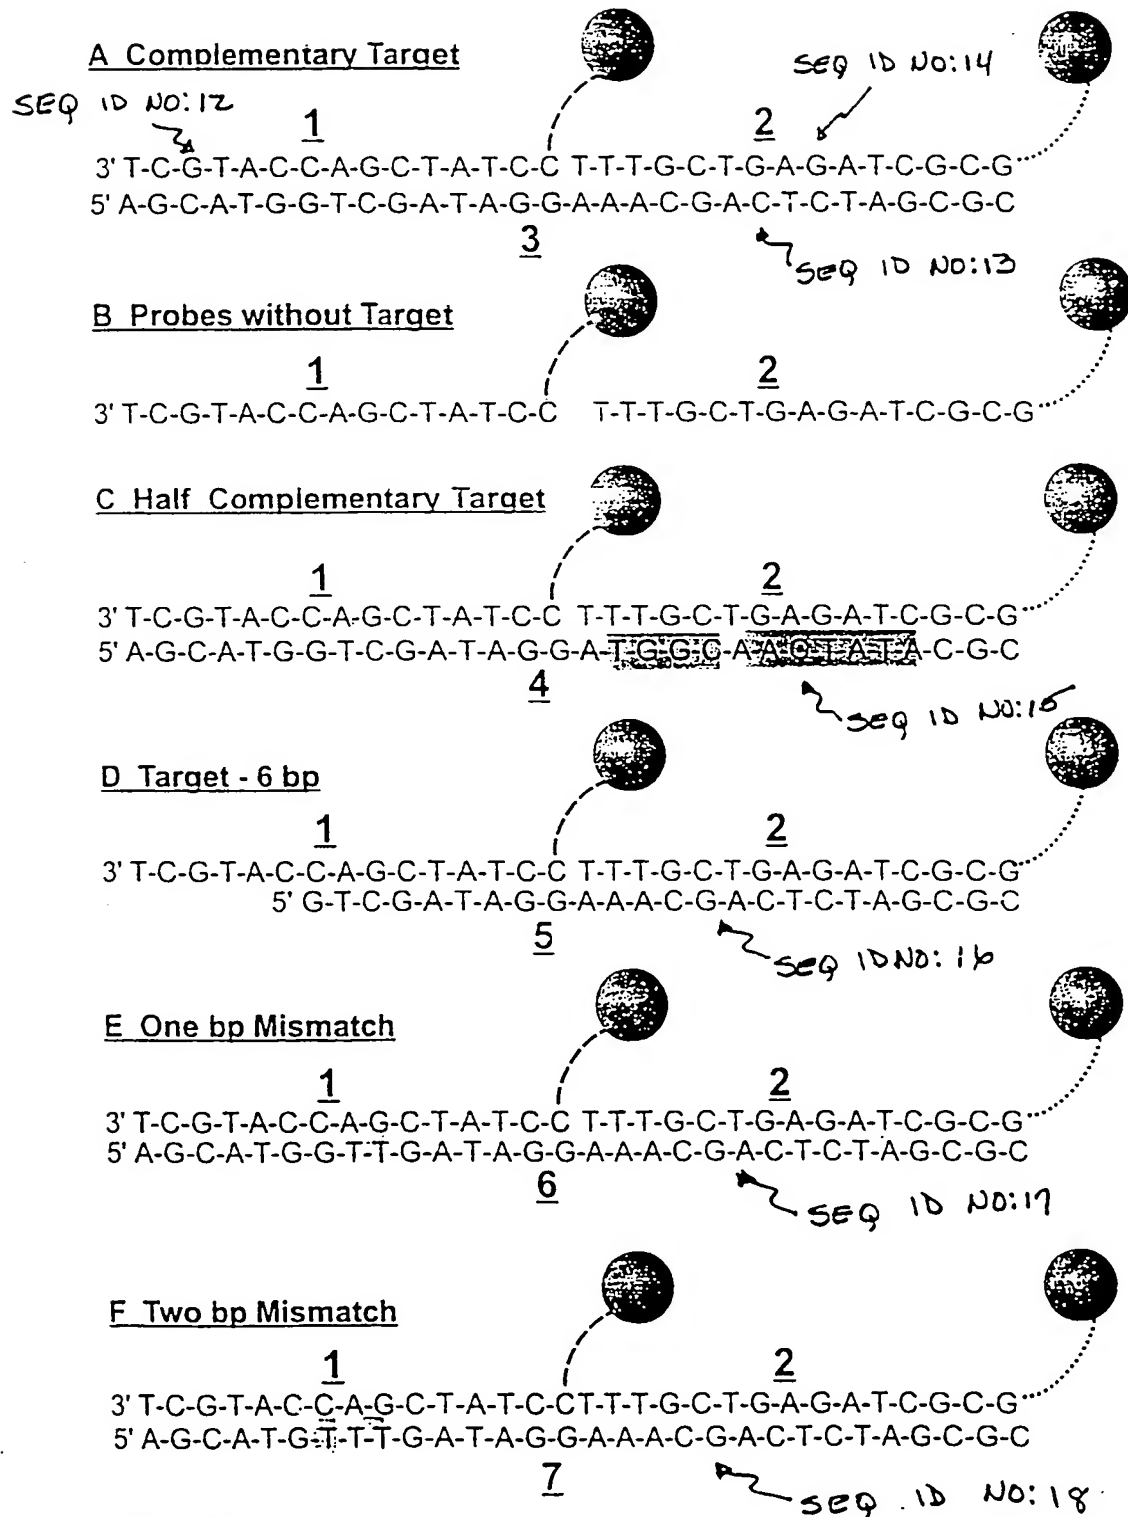 A Complementary Target
SEQ ID NO:14
SEQ ID NO:12
1 2
3' T-C-G-T-A-C-C-A-G-C-T-A-T-C-C T-T-T-G-C-T-G-A-G-A-T-C-G-C-G
5' A-G-C-A-T-G-G-T-C-G-A-T-A-G-G-A-A-A-C-G-A-C-T-C-T-A-G-C-G-C
3
SEQ ID NO:13
B Probes without Target
1 2
3' T-C-G-T-A-C-C-A-G-C-T-A-T-C-C T-T-T-G-C-T-G-A-G-A-T-C-G-C-G
C Half Complementary Target
1 2
3' T-C-G-T-A-C-C-A-G-C-T-A-T-C-C T-T-T-G-C-T-G-A-G-A-T-C-G-C-G
5' A-G-C-A-T-G-G-T-C-G-A-T-A-G-G-A-T-G-G-C-A-A-C-T-A-T-A-C-G-C
4
SEQ ID NO:15
D Target - 6 bp
1 2
3' T-C-G-T-A-C-C-A-G-C-T-A-T-C-C T-T-T-G-C-T-G-A-G-A-T-C-G-C-G
5' G-T-C-G-A-T-A-G-G-A-A-A-C-G-A-C-T-C-T-A-G-C-G-C
5
SEQ ID NO:16
E One bp Mismatch
1 2
3' T-C-G-T-A-C-C-A-G-C-T-A-T-C-C T-T-T-G-C-T-G-A-G-A-T-C-G-C-G
5' A-G-C-A-T-G-G-T-T-G-A-T-A-G-G-A-A-A-C-G-A-C-T-C-T-A-G-C-G-C
6
SEQ ID NO:17
F Two bp Mismatch
1 2
3' T-C-G-T-A-C-C-A-G-C-T-A-T-C-C-T-T-T-G-C-T-G-A-G-A-T-C-G-C-G
5' A-G-C-A-T-G-T-T-T-G-A-T-A-G-G-A-A-A-C-G-A-C-T-C-T-A-G-C-G-C
7
SEQ ID NO:18